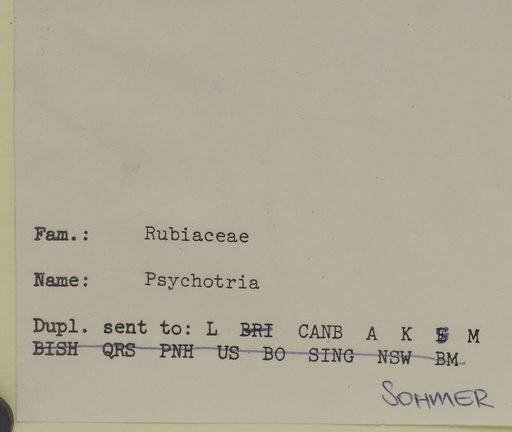 Fam.: Rubiaceae
Name: Psychotria
Dupl. sent to: L BRI CANB A K M
BISH QRS PNH US BO SING NSW BM
SOHMER